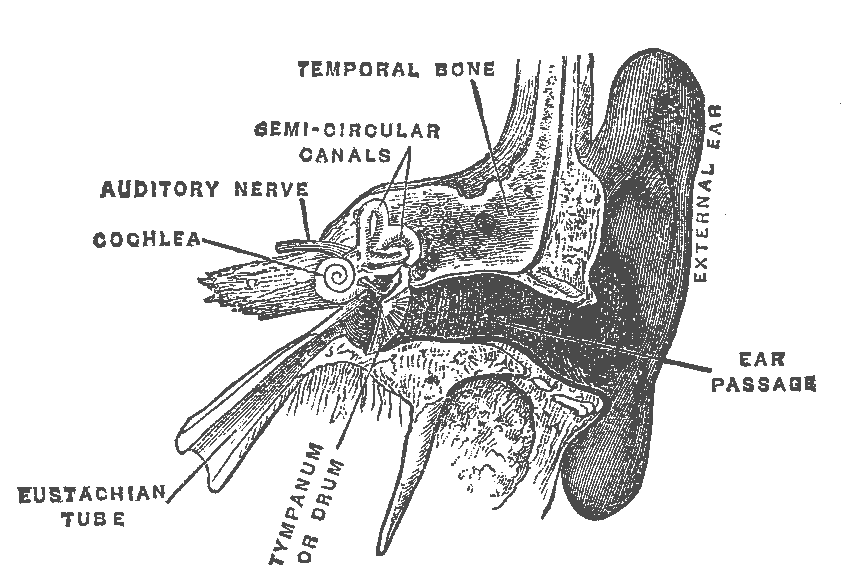 TEMPORAL BONE
SEMI-CIRCULAR
CANALS
AUDITORY NERVE
COCHLEA
EXTERNAL EAR
EAR
PASSAGE
EUSTACHIAN
TUBE
TYMPANUM
OR DRUM